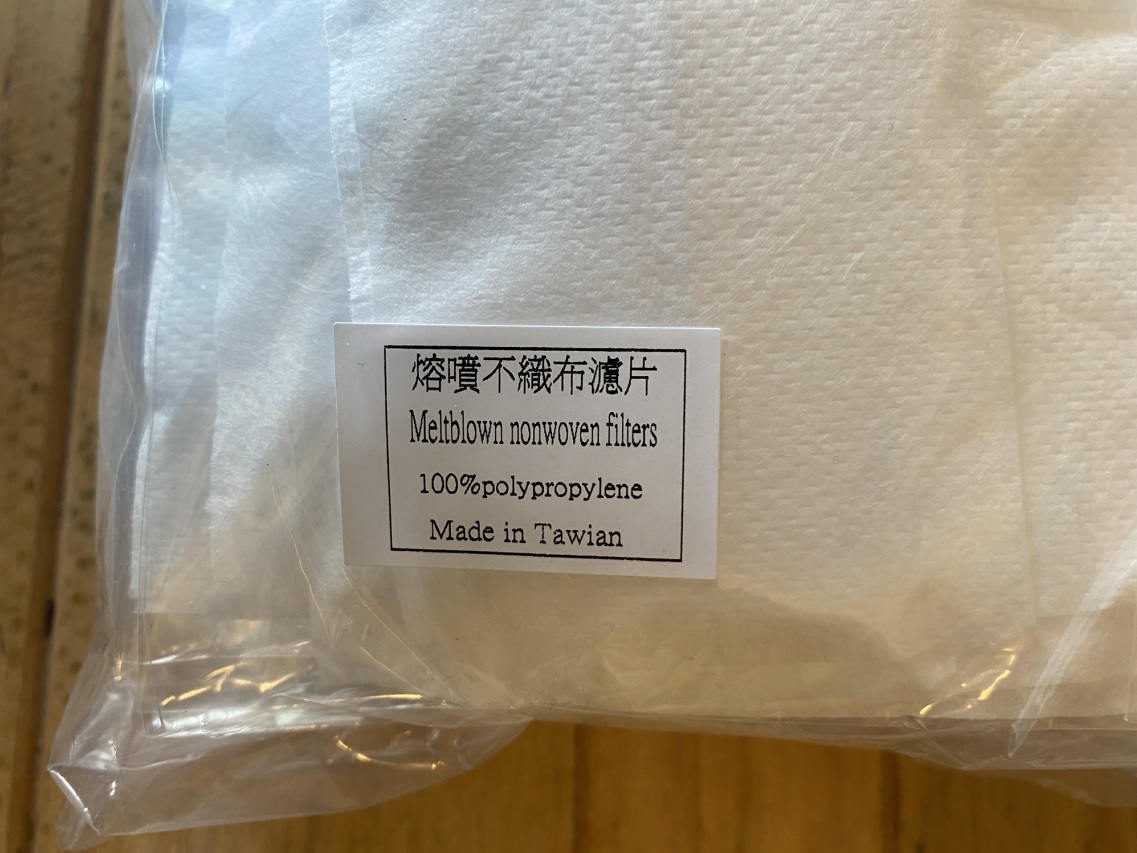 熔噴不織布濾片
Meltblown nonwoven filters
100%polypropylene
Made in Tawian